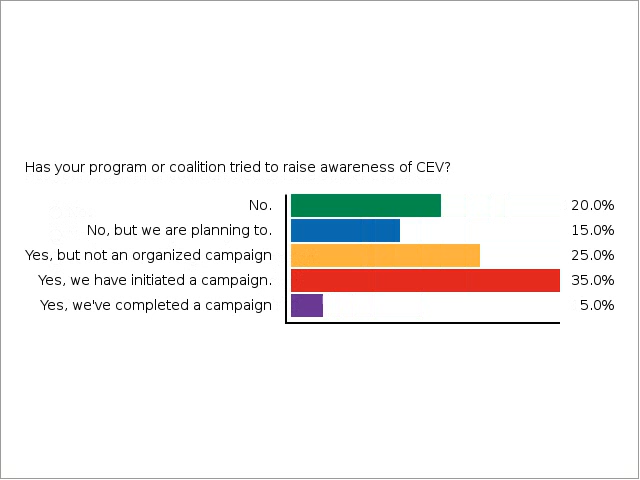 Has your program or coalition tried to raise awareness of CEV?
No. 20.0%
No, but we are planning to. 15.0%
Yes, but not an organized campaign 25.0%
Yes, we have initiated a campaign. 35.0%
Yes, we've completed a campaign 5.0%